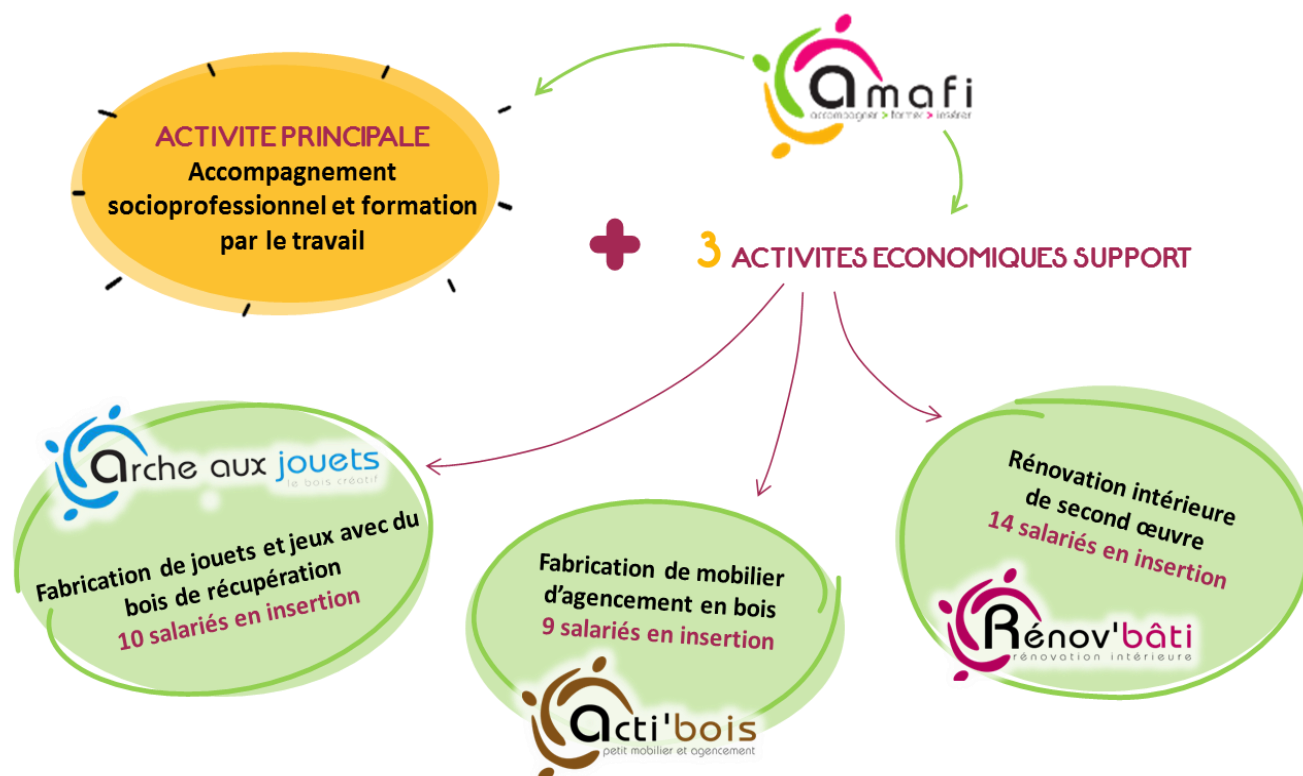 amafi
accompagner > former > insérer
ACTIVITE PRINCIPALE
Accompagnement
socioprofessionnel et formation
par le travail
3 ACTIVITES ECONOMIQUES SUPPORT
arche aux jouets
le bois créatif
Fabrication de jouets et jeux avec du
bois de récupération
10 salariés en insertion
Fabrication de mobilier
d’agencement en bois
9 salariés en insertion
acti'bois
petit mobilier et agencement
Rénovation intérieure
de second œuvre
14 salariés en insertion
Rénov'bâti
rénovation intérieure